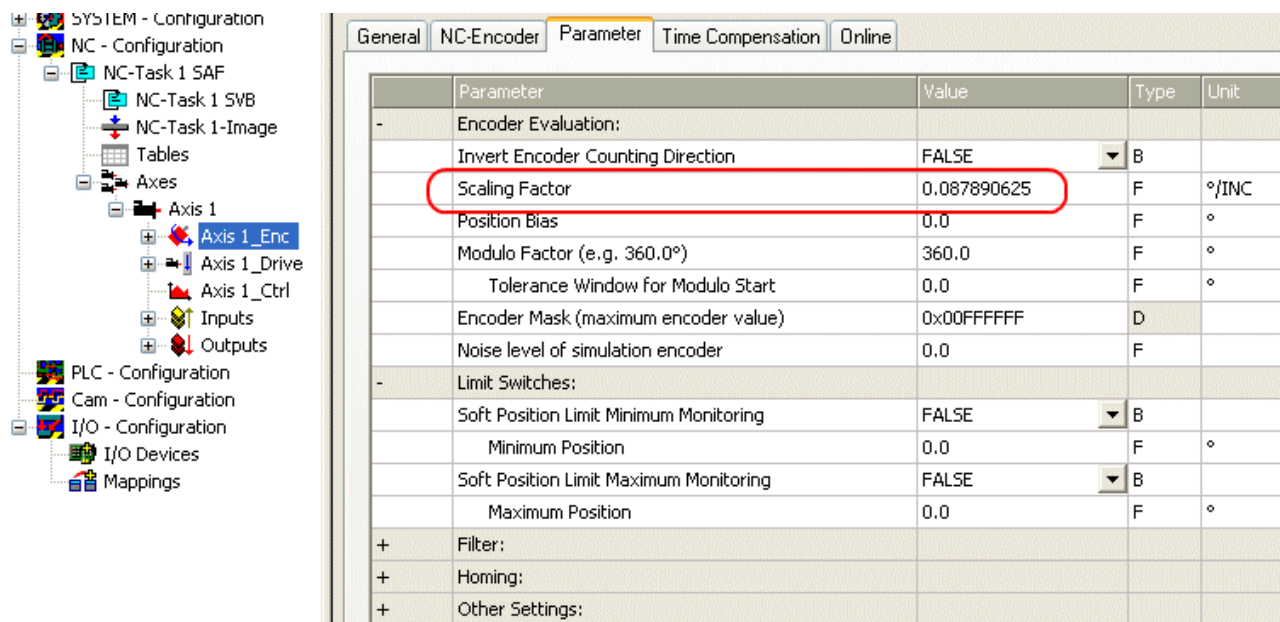 SYSTEM - Configuration
NC - Configuration
NC-Task 1 SAF
NC-Task 1 SVB
NC-Task 1-Image
Tables
Axes
Axis 1
Axis 1_Enc
Axis 1_Drive
Axis 1_Ctrl
Inputs
Outputs
PLC - Configuration
Cam - Configuration
I/O - Configuration
I/O Devices
Mappings
General NC-Encoder Parameter Time Compensation Online
Parameter Value Type Unit
- Encoder Evaluation:
Invert Encoder Counting Direction FALSE B
Scaling Factor 0.087890625 F °/INC
Position Bias 0.0 F °
Modulo Factor (e.g. 360.0°) 360.0 F °
Tolerance Window for Modulo Start 0.0 F °
Encoder Mask (maximum encoder value) 0x00FFFFFF D
Noise level of simulation encoder 0.0 F
- Limit Switches:
Soft Position Limit Minimum Monitoring FALSE B
Minimum Position 0.0 F °
Soft Position Limit Maximum Monitoring FALSE B
Maximum Position 0.0 F °
+ Filter:
+ Homing:
+ Other Settings: